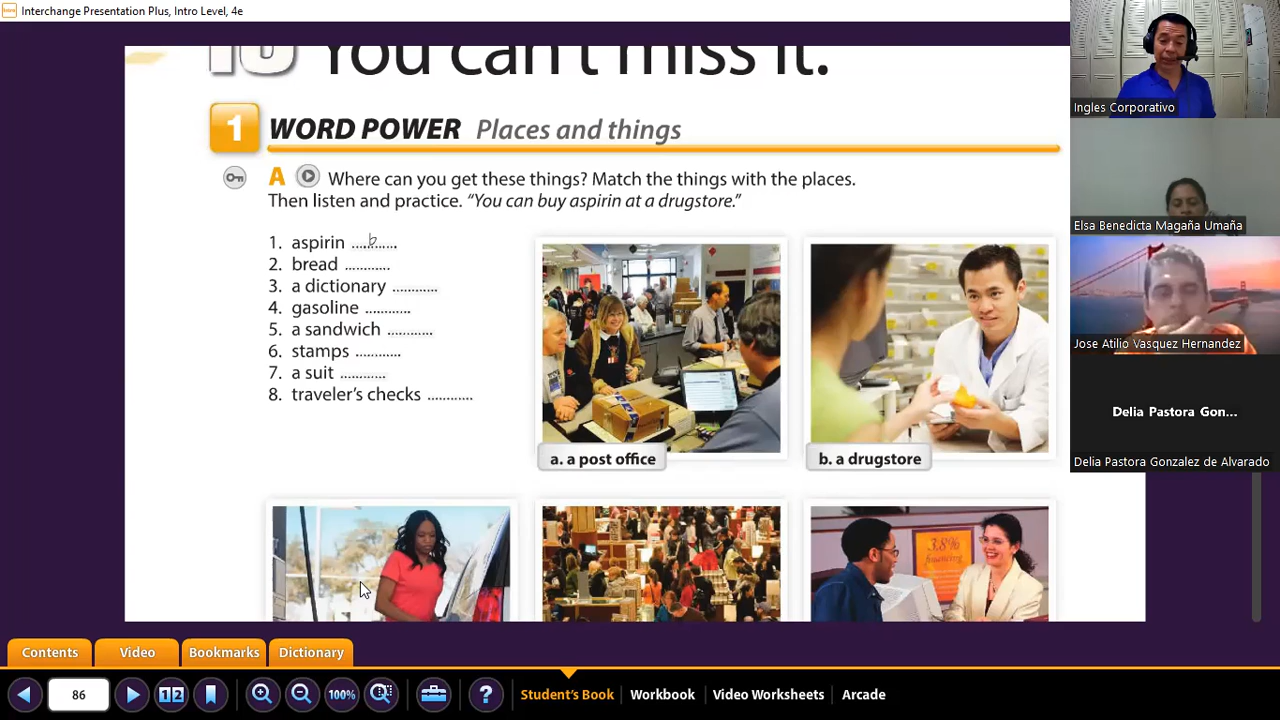 Interchange Presentation Plus, Intro Level, 4e
13 You can't miss it.
1 WORD POWER Places and things
A Where can you get these things? Match the things with the places.
Then listen and practice. "You can buy aspirin at a drugstore."
1. aspirin ....b.......
2. bread ............
3. a dictionary ............
4. gasoline ............
5. a sandwich ............
6. stamps ............
7. a suit ............
8. traveler's checks ............
a. a post office
b. a drugstore
3.8%
financing
Ingles Corporativo
Elsa Benedicta Magaña Umaña
Jose Atilio Vasquez Hernandez
Delia Pastora Gon...
Delia Pastora Gonzalez de Alvarado
Contents
Video
Bookmarks
Dictionary
86
1 2
100%
?
Student's Book
Workbook
Video Worksheets
Arcade